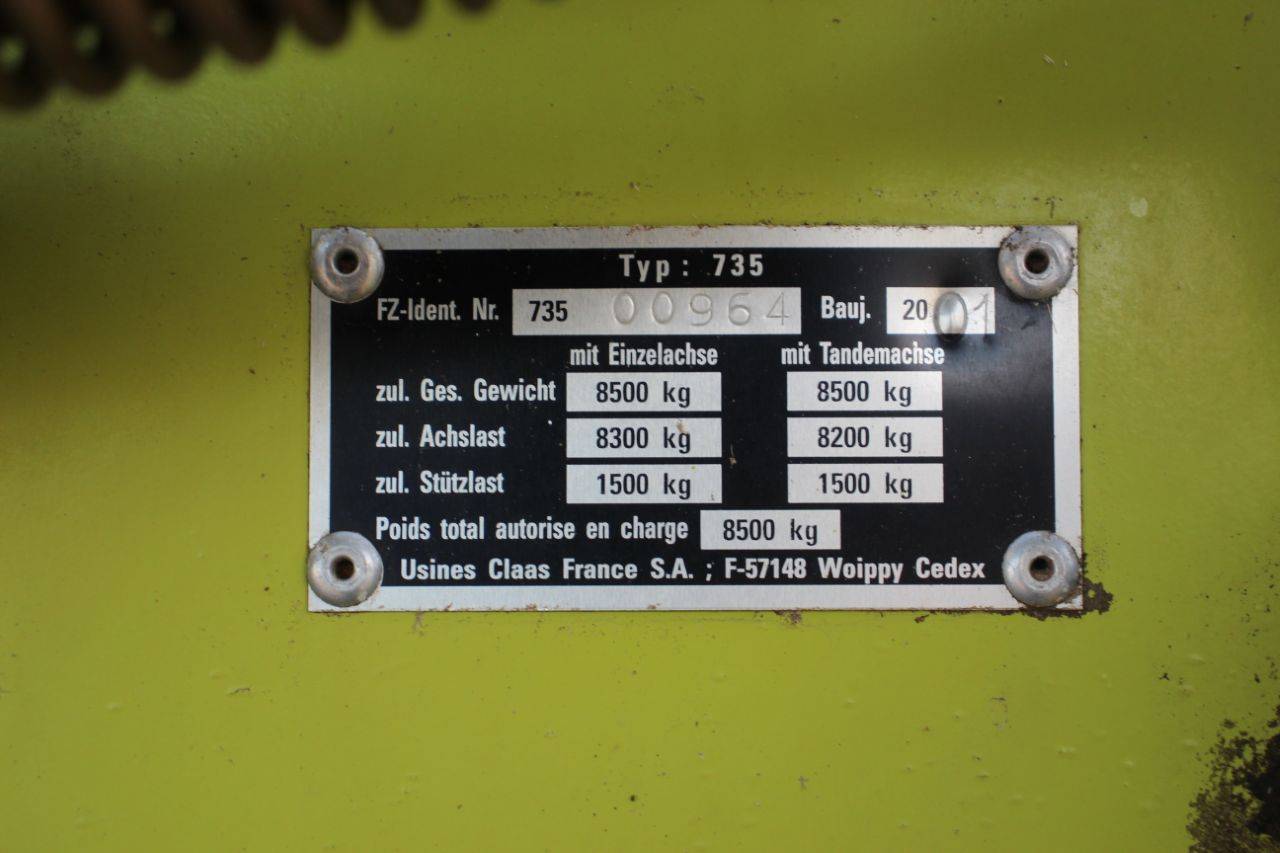 Typ: 735
FZ-Ident. Nr. 735 00964 Bauj. 2001
mit Einzelachse mit Tandemachse
zul. Ges. Gewicht 8500 kg 8500 kg
zul. Achslast 8300 kg 8200 kg
zul. Stützlast 1500 kg 1500 kg
Poids total autorise en charge 8500 kg
Usines Claas France S.A. ; F-57148 Woippy Cedex